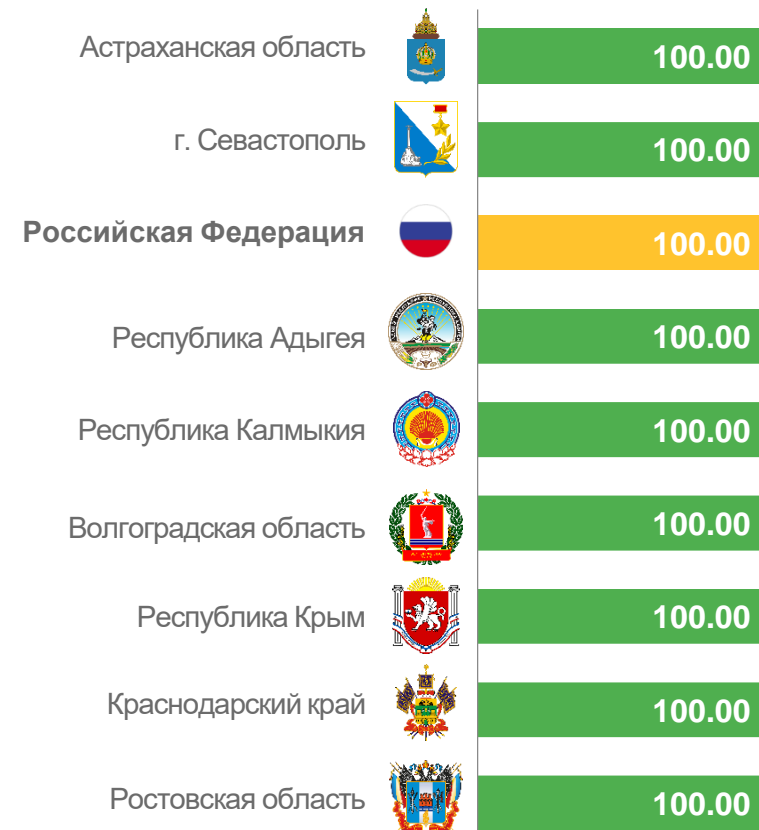 Астраханская область 100.00
г. Севастополь 100.00
Российская Федерация 100.00
Республика Адыгея 100.00
Республика Калмыкия 100.00
Волгоградская область 100.00
Республика Крым 100.00
Краснодарский край 100.00
Ростовская область 100.00